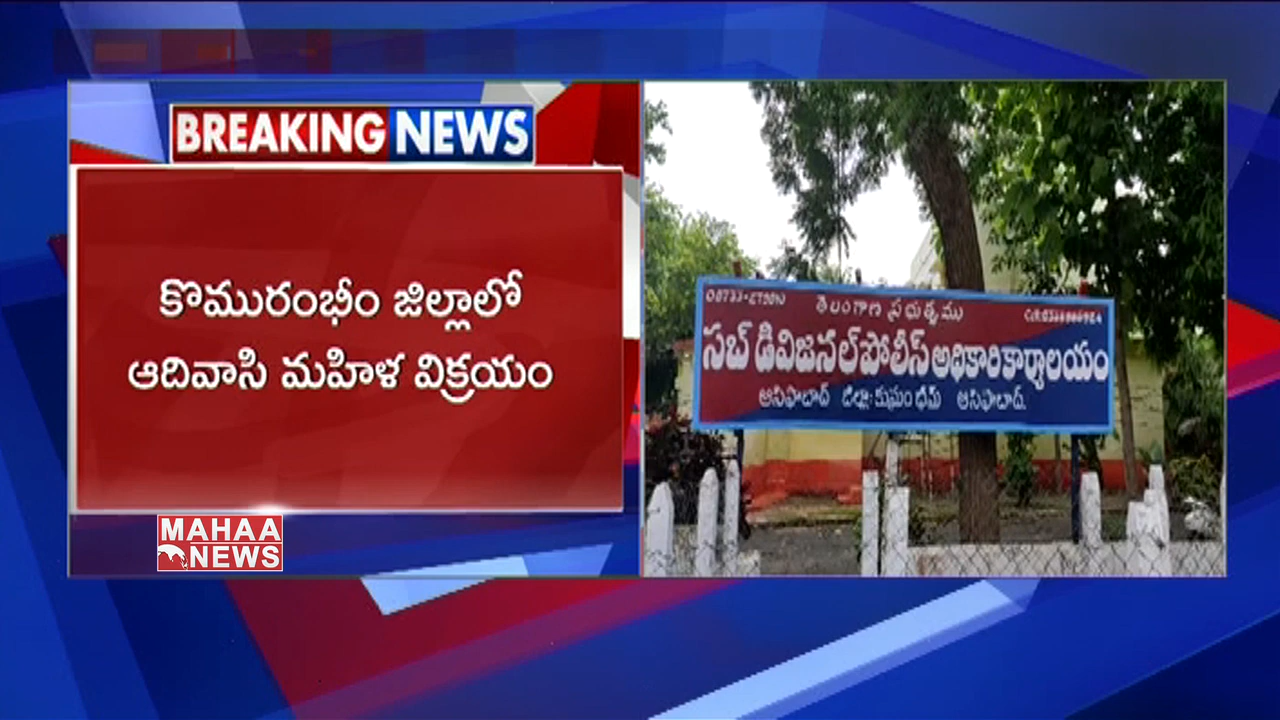 BREAKING NEWS
కొమురంభీం జిల్లాలో
ఆదివాసి మహిళ విక్రయం
MAHAA
NEWS
తెలంగాణ ప్రభుత్వము
సబ్ డివిజనల్ పోలీస్ అధికారి కార్యాలయం
ఆసిఫాబాద్ జిల్లా: కుమ్రం భీమ్ ఆసిఫాబాద్.